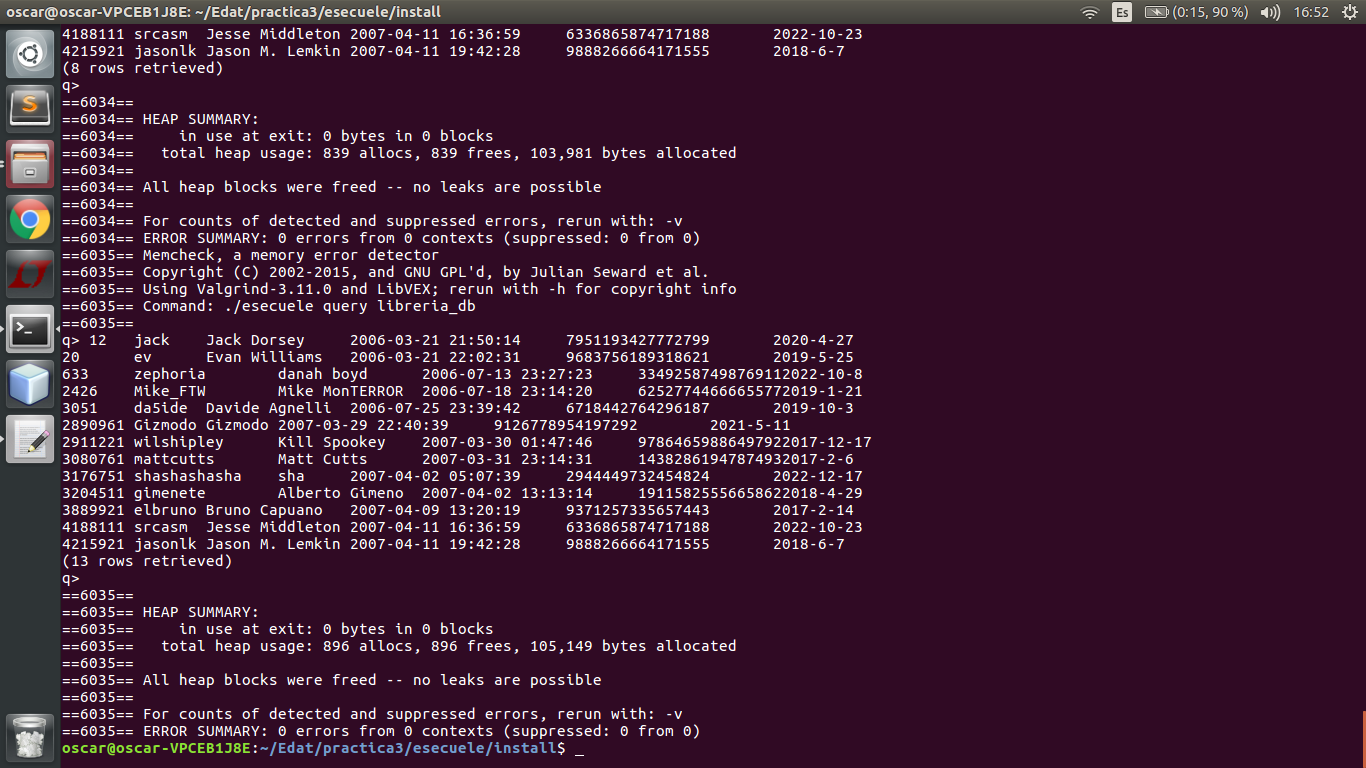 oscar@oscar-VPCEB1J8E: ~/Edat/practica3/esecuele/install Es (0:15, 90 %) 16:52
4188111 srcasm  Jesse Middleton 2007-04-11 16:36:59     6336865874717188       2022-10-23
4215921 jasonlk Jason M. Lemkin 2007-04-11 19:42:28     9888266664171555       2018-6-7
(8 rows retrieved)
q>
==6034==
==6034== HEAP SUMMARY:
==6034==     in use at exit: 0 bytes in 0 blocks
==6034==   total heap usage: 839 allocs, 839 frees, 103,981 bytes allocated
==6034==
==6034== All heap blocks were freed -- no leaks are possible
==6034==
==6034== For counts of detected and suppressed errors, rerun with: -v
==6034== ERROR SUMMARY: 0 errors from 0 contexts (suppressed: 0 from 0)
==6035== Memcheck, a memory error detector
==6035== Copyright (C) 2002-2015, and GNU GPL'd, by Julian Seward et al.
==6035== Using Valgrind-3.11.0 and LibVEX; rerun with -h for copyright info
==6035== Command: ./esecuele query libreria_db
==6035==
q> 12   jack    Jack Dorsey     2006-03-21 21:50:14     7951193427772799       2020-4-27
20      ev      Evan Williams   2006-03-21 22:02:31     9683756189318621       2019-5-25
633     zephoria        danah boyd      2006-07-13 23:27:23     33492587498769112022-10-8
2426    Mike_FTW        Mike MonTERROR  2006-07-18 23:14:20     62527744666655772019-1-21
3051    da5ide  Davide Agnelli  2006-07-25 23:39:42     6718442764296187       2019-10-3
2890961 Gizmodo Gizmodo 2007-03-29 22:40:39     9126778954197292        2021-5-11
2911221 wilshipley      Kill Spookey    2007-03-30 01:47:46     97864659886497922017-12-17
3080761 mattcutts       Matt Cutts      2007-03-31 23:14:31     14382861947874932017-2-6
3176751 shashashasha    sha     2007-04-02 05:07:39     2944449732454824       2022-12-17
3204511 gimenete        Alberto Gimeno  2007-04-02 13:13:14     19115825556658622018-4-29
3889921 elbruno Bruno Capuano   2007-04-09 13:20:19     9371257335657443       2017-2-14
4188111 srcasm  Jesse Middleton 2007-04-11 16:36:59     6336865874717188       2022-10-23
4215921 jasonlk Jason M. Lemkin 2007-04-11 19:42:28     9888266664171555       2018-6-7
(13 rows retrieved)
q>
==6035==
==6035== HEAP SUMMARY:
==6035==     in use at exit: 0 bytes in 0 blocks
==6035==   total heap usage: 896 allocs, 896 frees, 105,149 bytes allocated
==6035==
==6035== All heap blocks were freed -- no leaks are possible
==6035==
==6035== For counts of detected and suppressed errors, rerun with: -v
==6035== ERROR SUMMARY: 0 errors from 0 contexts (suppressed: 0 from 0)
oscar@oscar-VPCEB1J8E:~/Edat/practica3/esecuele/install$ _